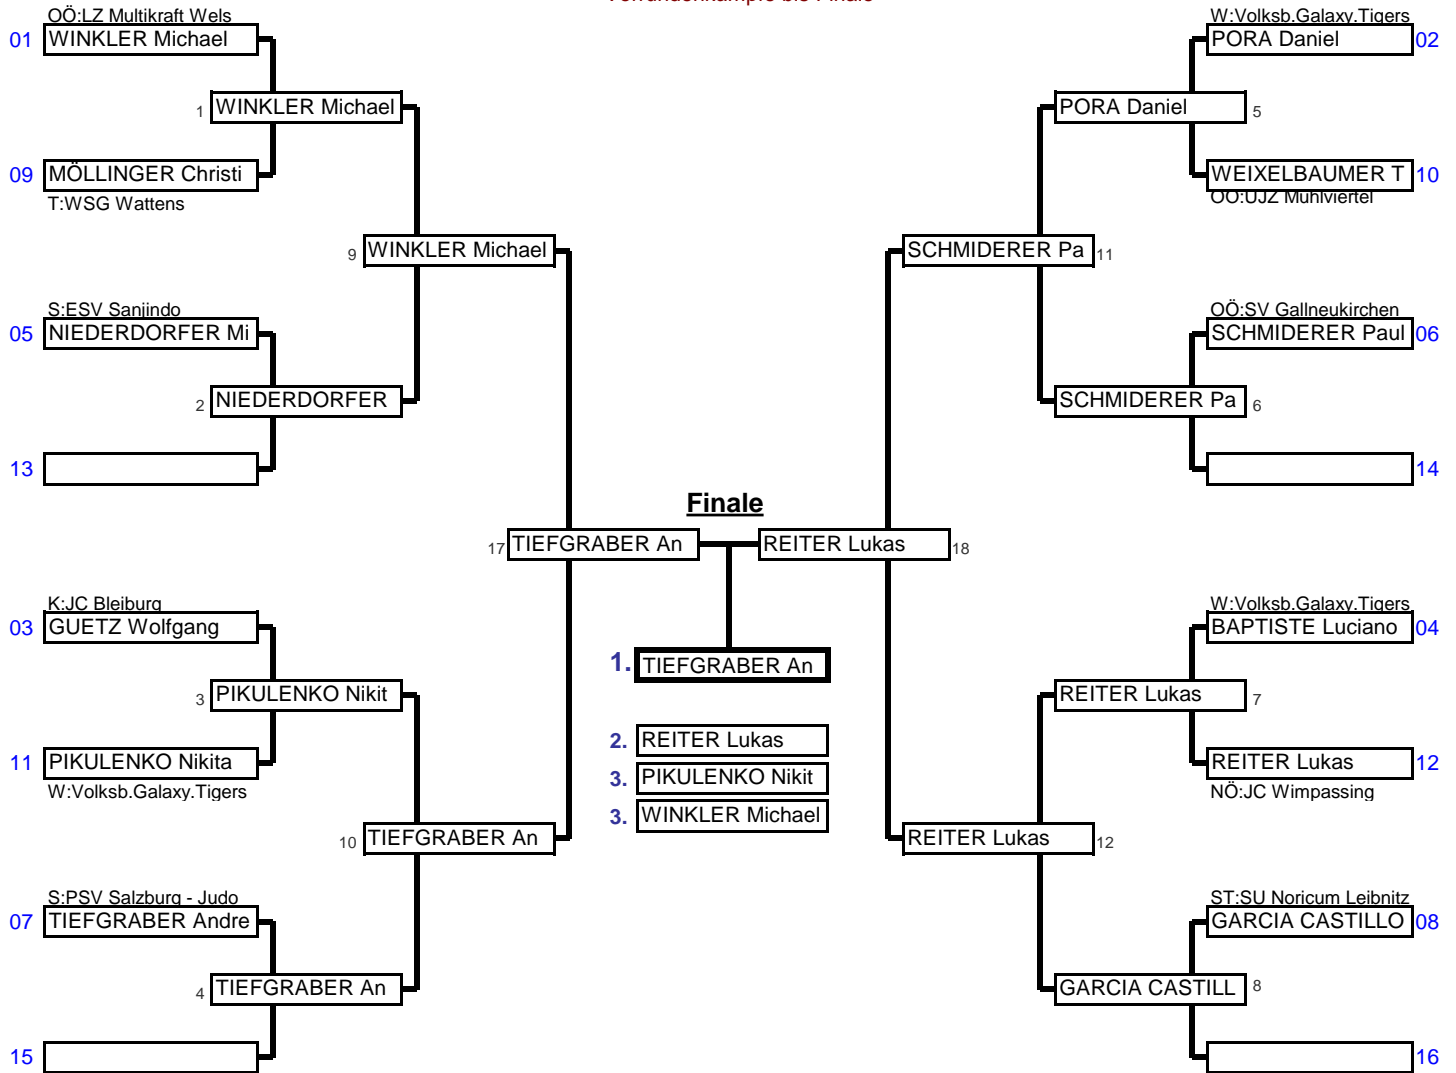 Vorrundenkämpfe bis Finale
OÖ:LZ Multikraft Wels
01 WINKLER Michael
1 WINKLER Michael
09 MÖLLINGER Christi
T:WSG Wattens
9 WINKLER Michael
S:ESV Sanjindo
05 NIEDERDORFER Mi
2 NIEDERDORFER
13
17 TIEFGRABER An
K:JC Bleiburg
03 GUETZ Wolfgang
3 PIKULENKO Nikit
11 PIKULENKO Nikita
W:Volksb.Galaxy.Tigers
10 TIEFGRABER An
S:PSV Salzburg - Judo
07 TIEFGRABER Andre
4 TIEFGRABER An
15
Finale
1. TIEFGRABER An
2. REITER Lukas
3. PIKULENKO Nikit
3. WINKLER Michael
W:Volksb.Galaxy.Tigers
PORA Daniel 02
PORA Daniel 5
WEIXELBAUMER T 10
OÖ:UJZ Mühlviertel
SCHMIDERER Pa 11
OÖ:SV Gallneukirchen
SCHMIDERER Paul 06
SCHMIDERER Pa 6
14
REITER Lukas 18
W:Volksb.Galaxy.Tigers
BAPTISTE Luciano 04
REITER Lukas 7
REITER Lukas 12
NÖ:JC Wimpassing
REITER Lukas 12
ST:SU Noricum Leibnitz
GARCIA CASTILLO 08
GARCIA CASTILL 8
16